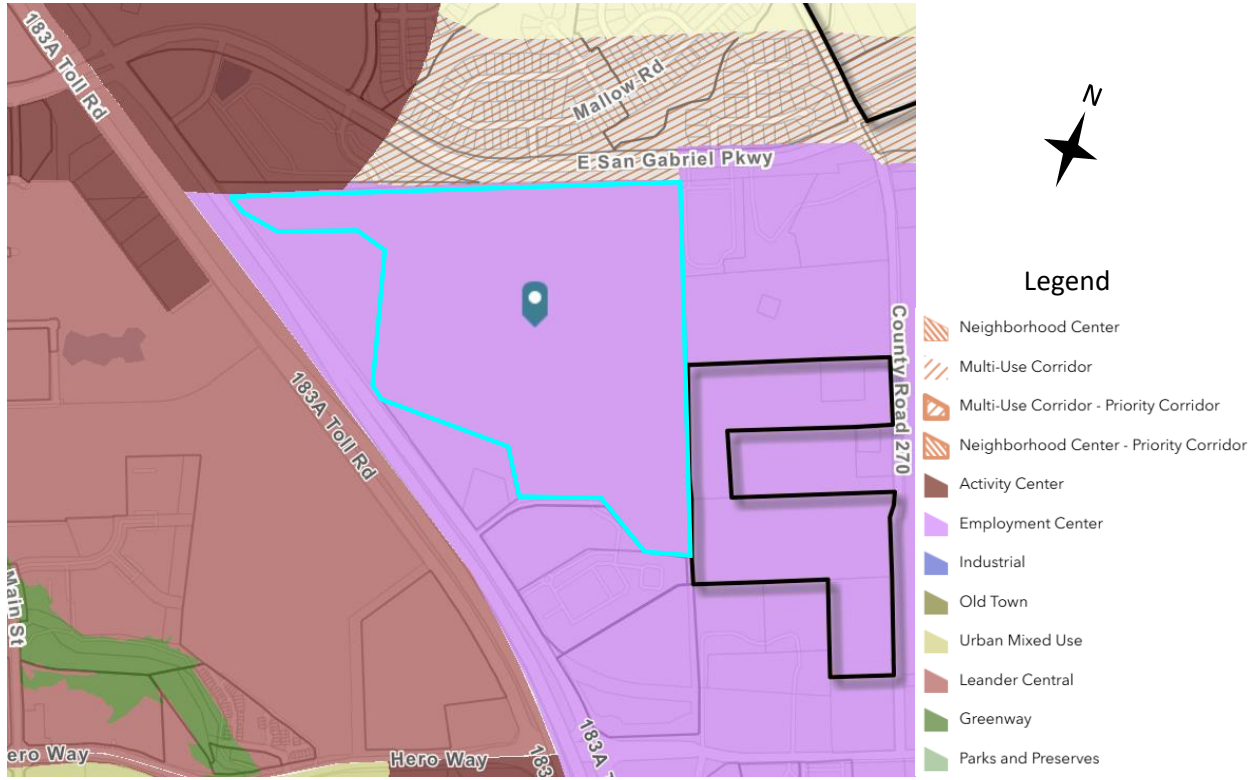 183A Toll Rd
Mallow Rd
E San Gabriel Pkwy
County Road 270
183A Toll Rd
Main St
183A T
183
ero Way
Hero Way
N
Legend
Neighborhood Center
Multi-Use Corridor
Multi-Use Corridor - Priority Corridor
Neighborhood Center - Priority Corridor
Activity Center
Employment Center
Industrial
Old Town
Urban Mixed Use
Leander Central
Greenway
Parks and Preserves